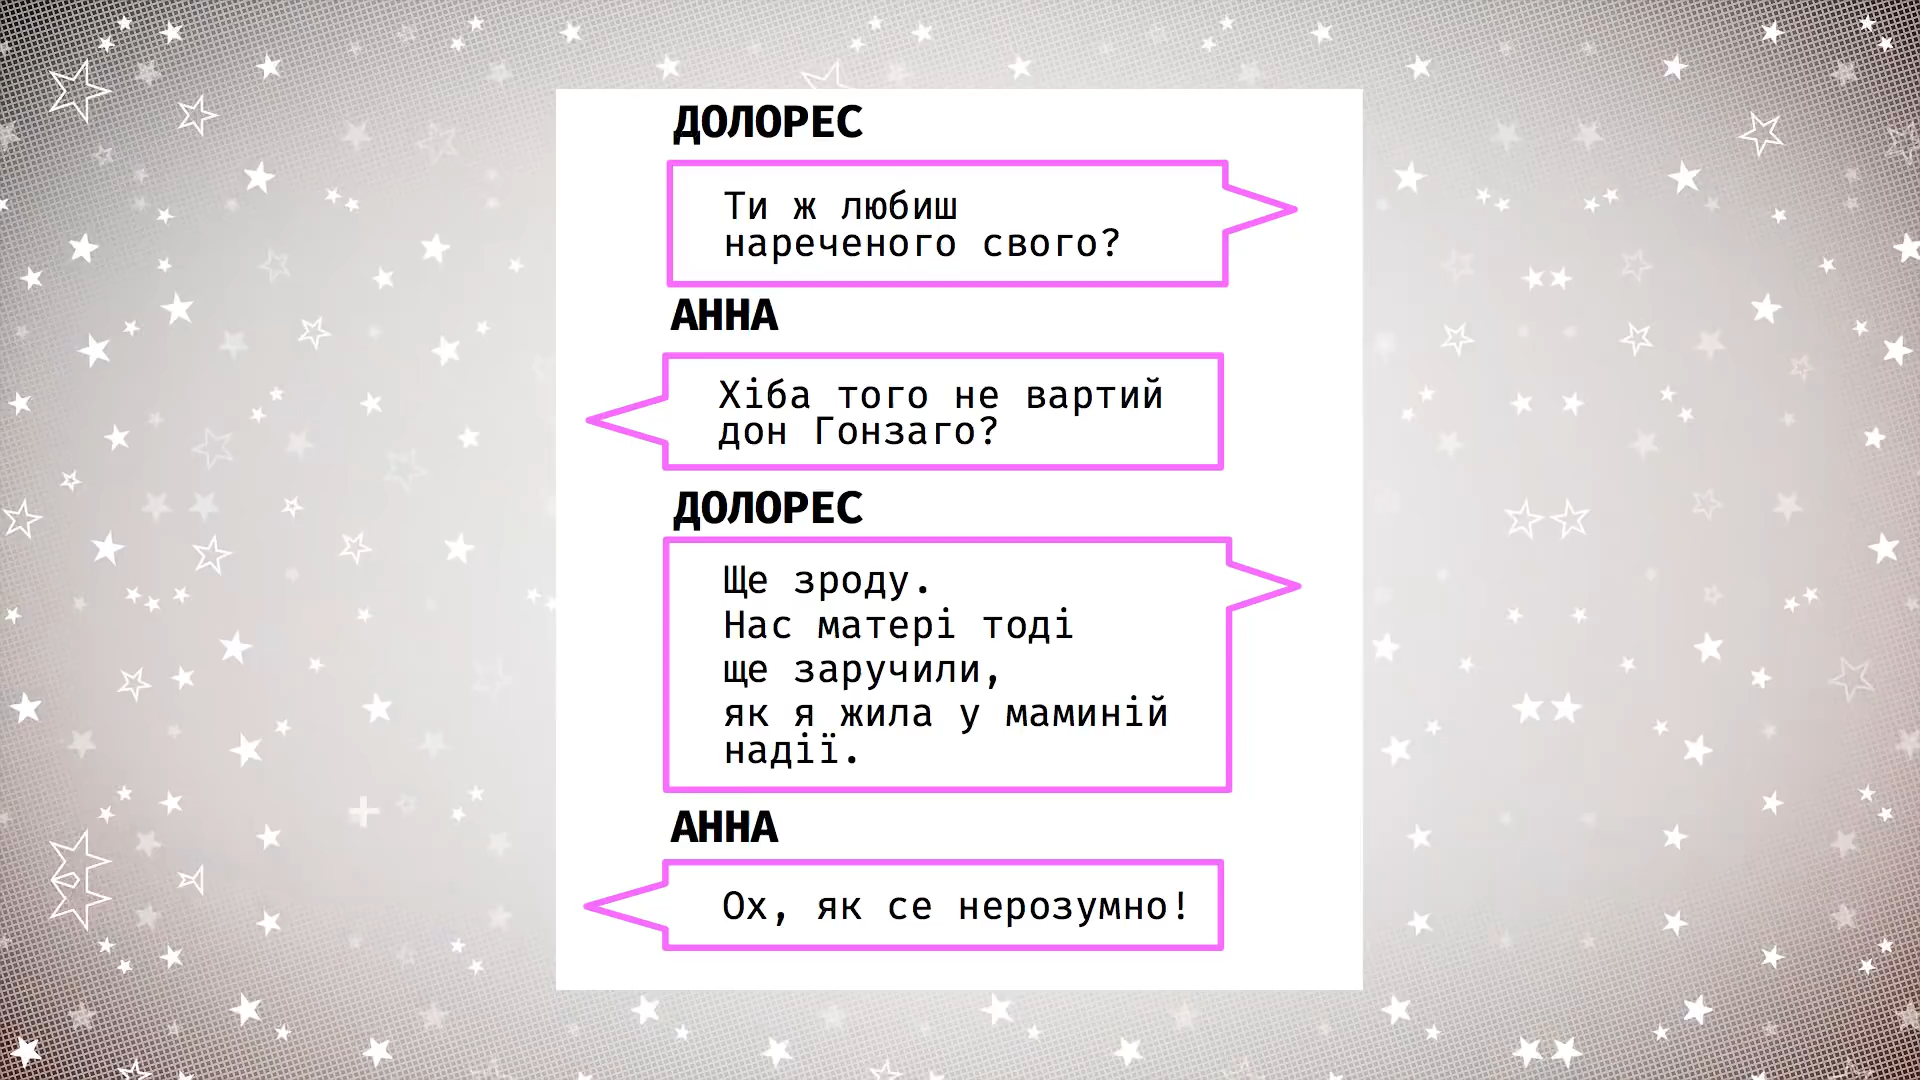 ДОЛОРЕС
Ти ж любиш
нареченого свого?
АННА
Хіба того не вартий
дон Гонзаго?
ДОЛОРЕС
Ще зроду.
Нас матері тоді
ще заручили,
як я жила у маминій
надії.
АННА
Ох, як се нерозумно!